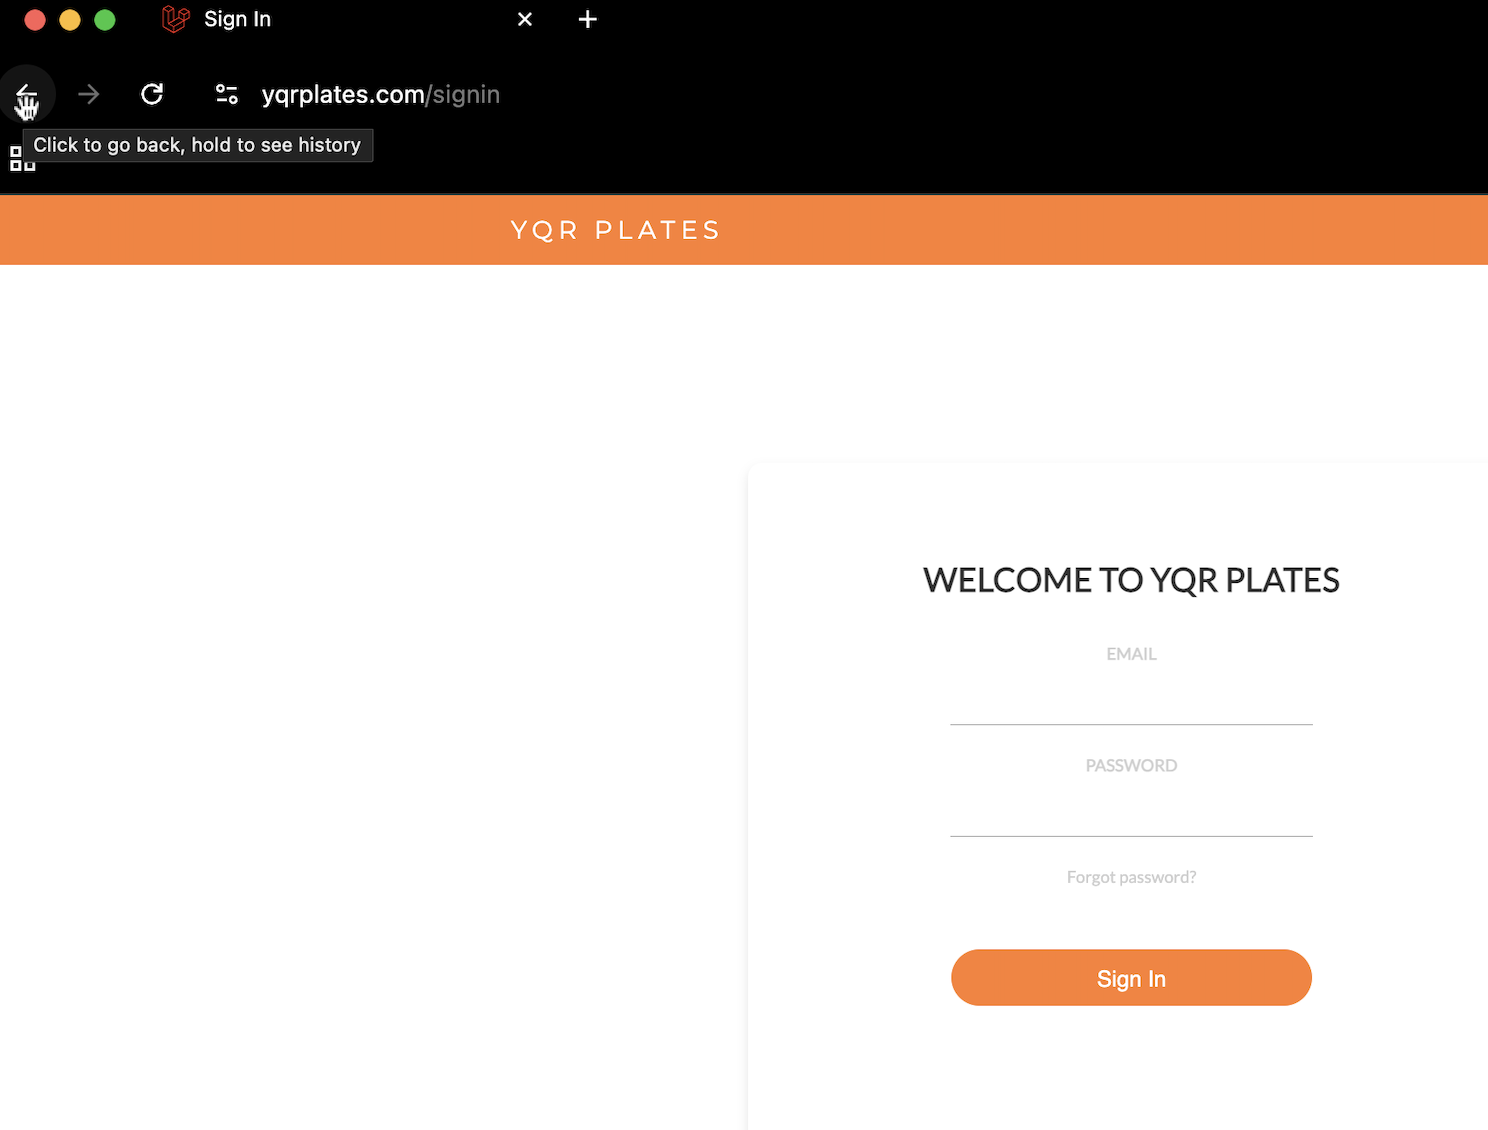 Sign In
yqrplates.com/signin
Click to go back, hold to see history
YQR PLATES
WELCOME TO YQR PLATES
EMAIL
PASSWORD
Forgot password?
Sign In